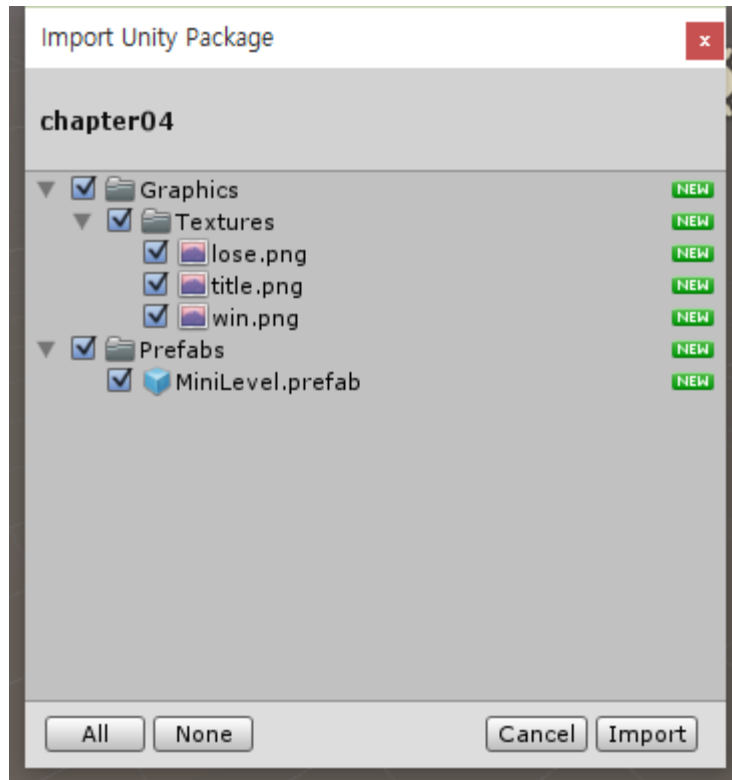 Import Unity Package
x
chapter04
Graphics NEW
Textures NEW
lose.png NEW
title.png NEW
win.png NEW
Prefabs NEW
MiniLevel.prefab NEW
All None Cancel Import